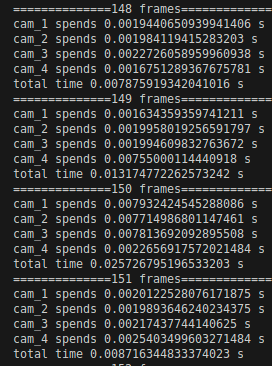 ==============148 frames==============
cam_1 spends 0.0019440650939941406 s
cam_2 spends 0.001984119415283203 s
cam_3 spends 0.0022726058959960938 s
cam_4 spends 0.0016751289367675781 s
total time 0.007875919342041016 s
==============149 frames==============
cam_1 spends 0.001634359359741211 s
cam_2 spends 0.0019958019256591797 s
cam_3 spends 0.001994609832763672 s
cam_4 spends 0.00755000114440918 s
total time 0.013174772262573242 s
==============150 frames==============
cam_1 spends 0.007932424545288086 s
cam_2 spends 0.007714986801147461 s
cam_3 spends 0.007813692092895508 s
cam_4 spends 0.0022656917572021484 s
total time 0.025726795196533203 s
==============151 frames==============
cam_1 spends 0.0020122528076171875 s
cam_2 spends 0.0019893646240234375 s
cam_3 spends 0.00217437744140625 s
cam_4 spends 0.0025403499603271484 s
total time 0.008716344833374023 s